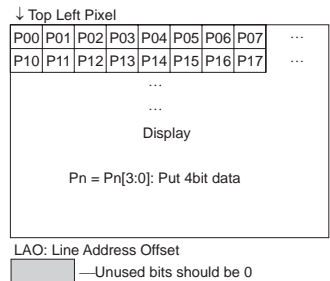 ↓ Top Left Pixel
P00 P01 P02 P03 P04 P05 P06 P07 ...
P10 P11 P12 P13 P14 P15 P16 P17 ...
...
...
Display
Pn = Pn[3:0]: Put 4bit data
LAO: Line Address Offset
—Unused bits should be 0